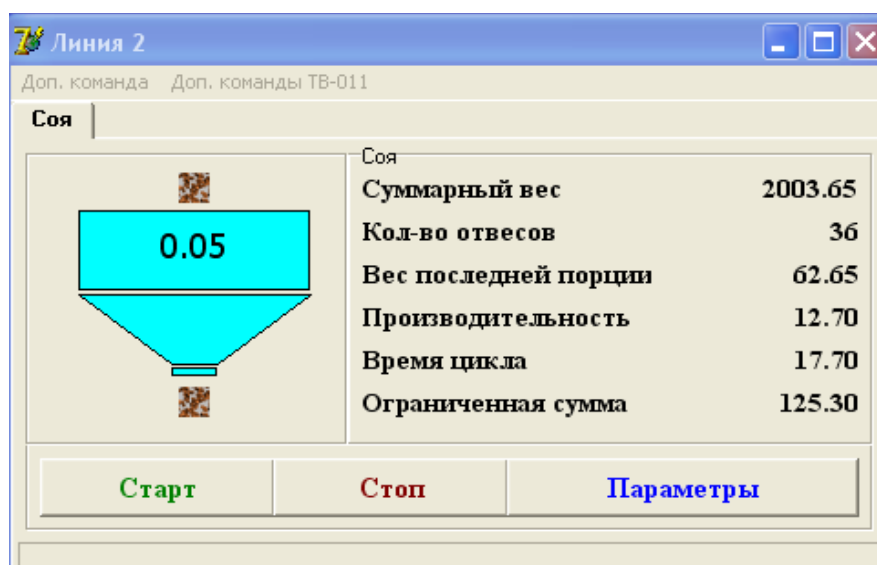 Линия 2
Доп. команда Доп. команды ТВ-011
Соя
Соя
0.05
Суммарный вес 2003.65
Кол-во отвесов 36
Вес последней порции 62.65
Производительность 12.70
Время цикла 17.70
Ограниченная сумма 125.30
Старт Стоп Параметры